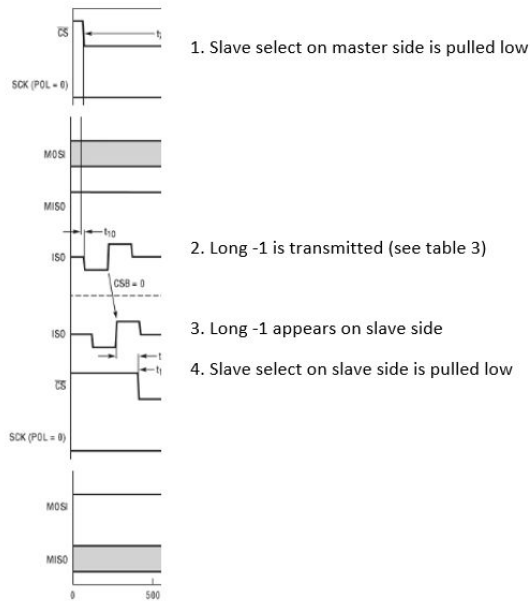 CS
1. Slave select on master side is pulled low
SCK (POL = 0)
MOSI
MISO
t10
ISO
2. Long -1 is transmitted (see table 3)
CSB = 0
ISO
3. Long -1 appears on slave side
4. Slave select on slave side is pulled low
CS
SCK (POL = 0)
MOSI
MISO
0 500